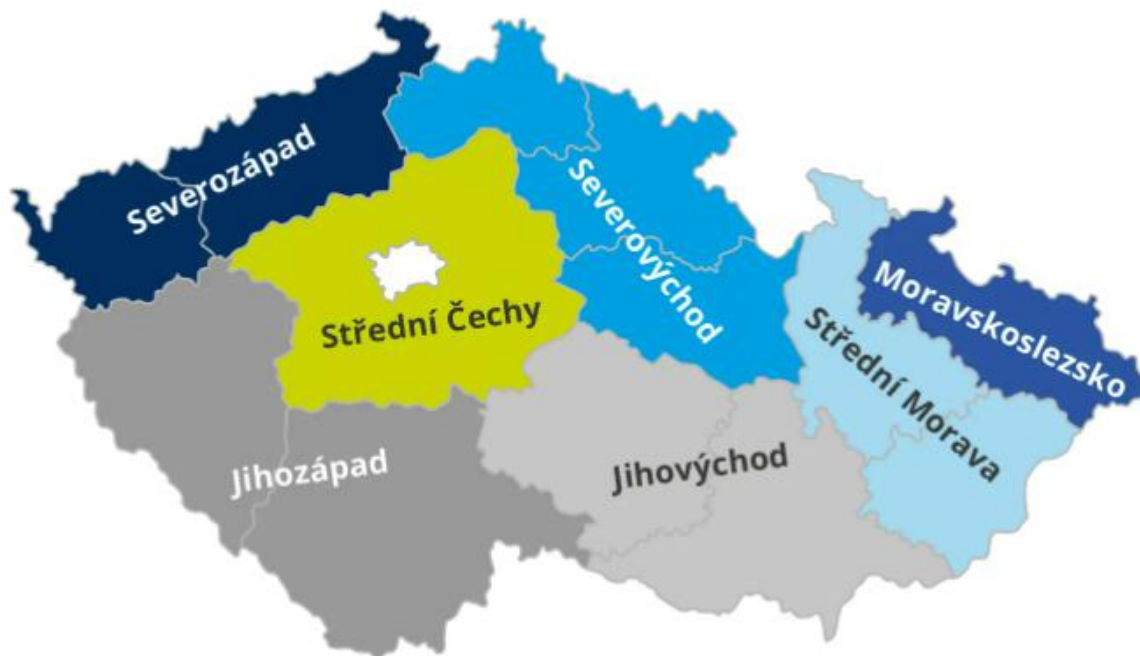 Severozápad
Severovýchod
Střední Čechy
Moravskoslezsko
Střední Morava
Jihozápad
Jihovýchod